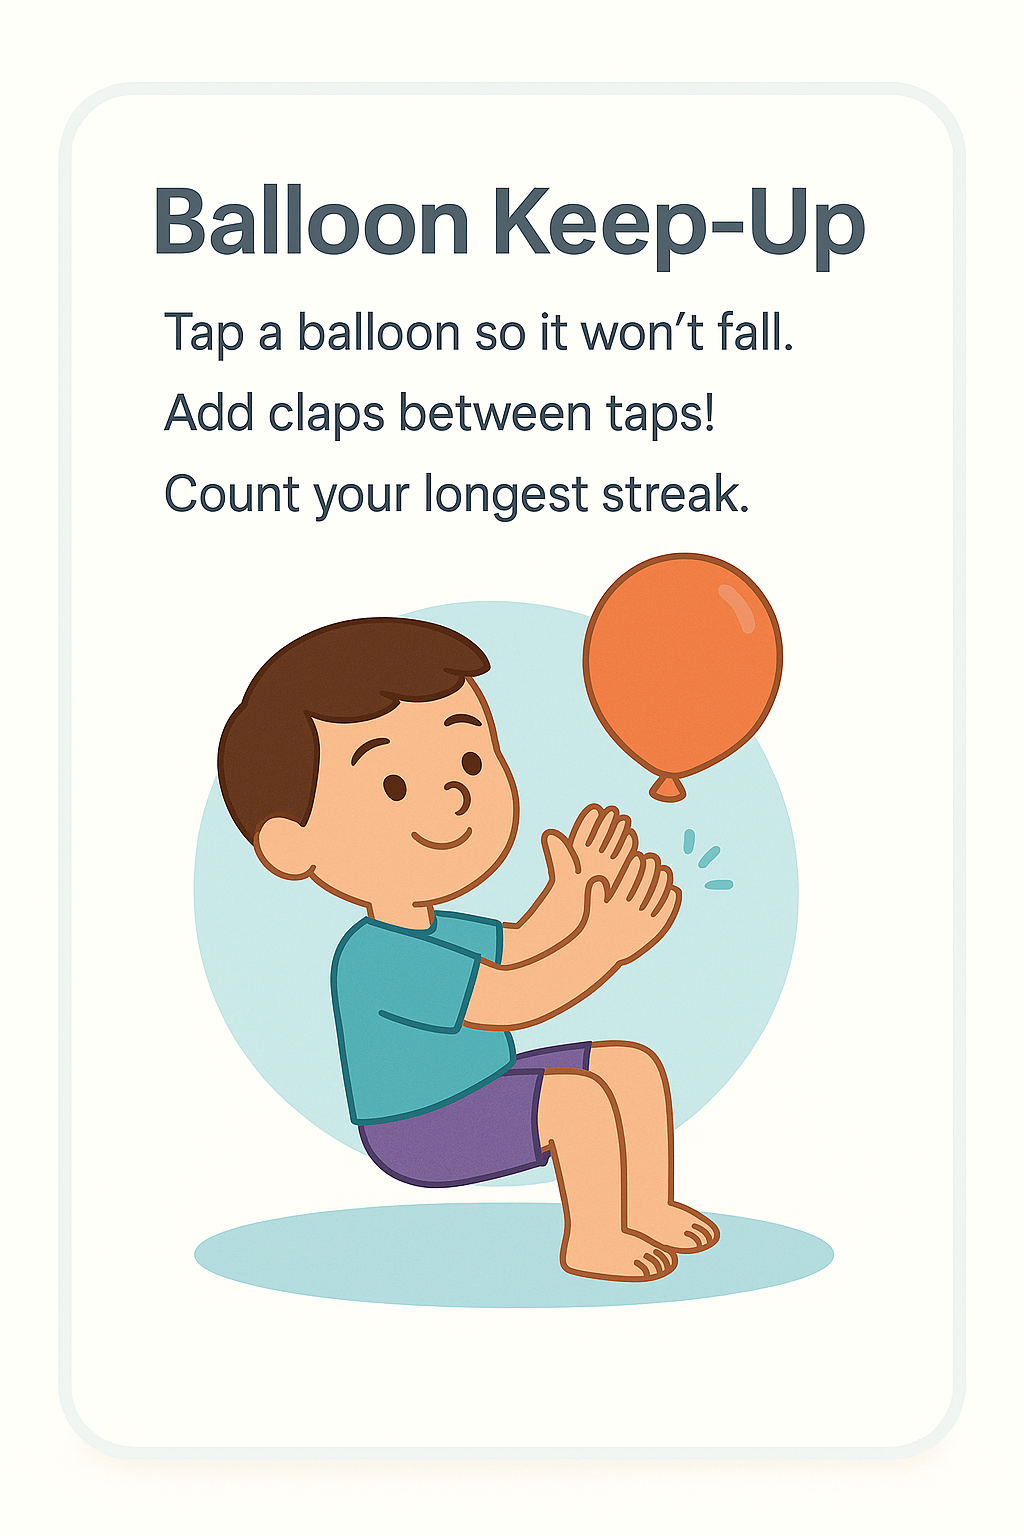 Balloon Keep-Up
Tap a balloon so it won’t fall.
Add claps between taps!
Count your longest streak.